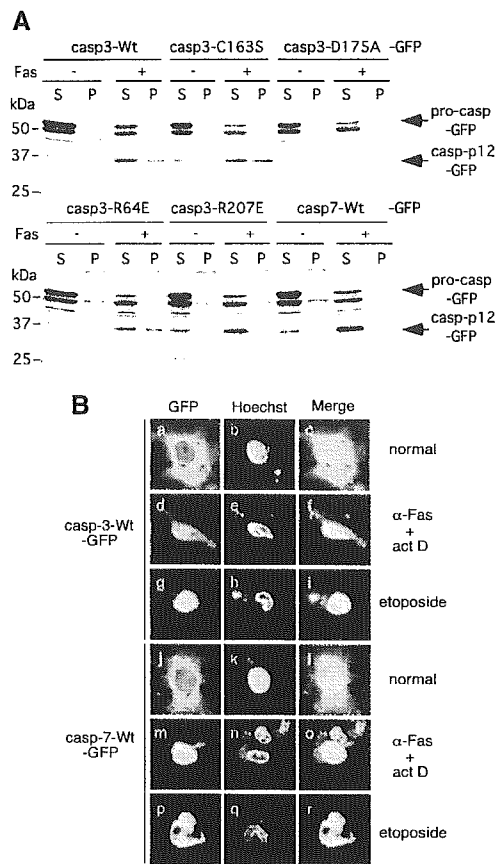 A
casp3-Wt casp3-C163S casp3-D175A -GFP
Fas - + - + - +
kDa S P S P S P S P S P S P
50 pro-casp
-GFP
37 casp-p12
-GFP
25
casp3-R64E casp3-R207E casp7-Wt -GFP
Fas - + - + - +
S P S P S P S P S P S P
50 pro-casp
-GFP
37 casp-p12
-GFP
25
B
GFP Hoechst Merge
a b c normal
casp-3-Wt
-GFP
d e f α-Fas
+
act D
g h i etoposide
j k l normal
casp-7-Wt
-GFP
m n o α-Fas
+
act D
p q r etoposide